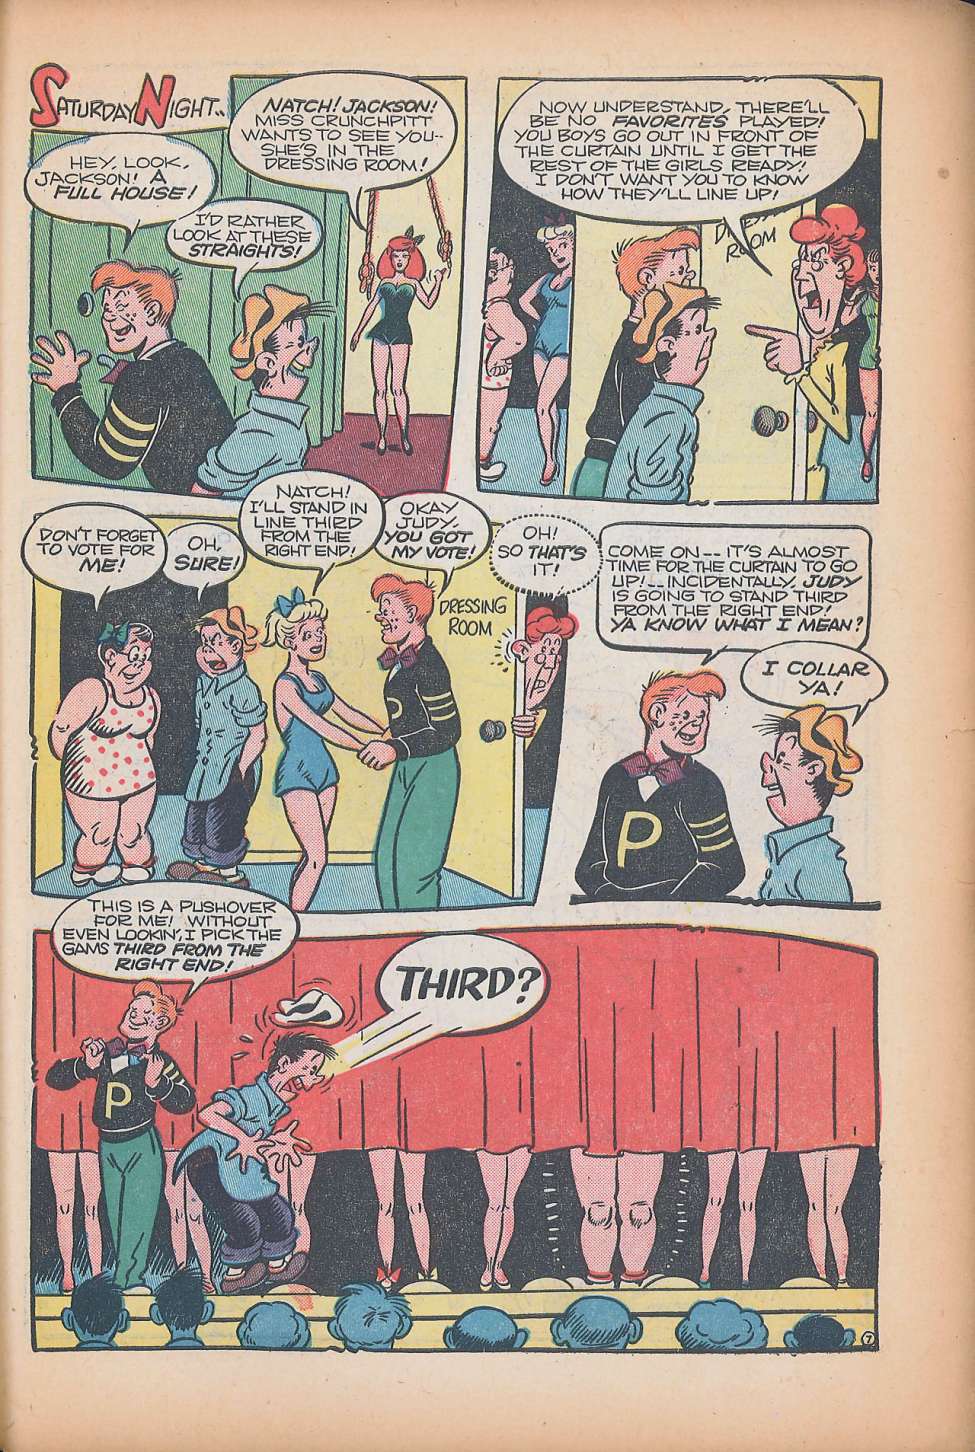 SATURDAY NIGHT..
HEY, LOOK,
JACKSON! A
FULL HOUSE!
I'D RATHER
LOOK AT THESE
STRAIGHTS!
NATCH! JACKSON!
MISS CRUNCHPITT
WANTS TO SEE YOU--
SHE'S IN THE
DRESSING ROOM!
NOW UNDERSTAND, THERE'LL
BE NO FAVORITES PLAYED!
YOU BOYS GO OUT IN FRONT OF
THE CURTAIN UNTIL I GET THE
REST OF THE GIRLS READY!
I DON'T WANT YOU TO KNOW
HOW THEY'LL LINE UP!
DRESSING
ROOM
DON'T FORGET
TO VOTE FOR
ME!
OH,
SURE!
NATCH!
I'LL STAND IN
LINE THIRD
FROM THE
RIGHT END!
OKAY
JUDY,
YOU GOT
MY VOTE!
DRESSING
ROOM
OH!
SO THAT'S
IT!
COME ON -- IT'S ALMOST
TIME FOR THE CURTAIN TO GO
UP! -- INCIDENTALLY, JUDY
IS GOING TO STAND THIRD
FROM THE RIGHT END!
YA KNOW WHAT I MEAN?
I COLLAR
YA!
P
P
THIS IS A PUSHOVER
FOR ME! WITHOUT
EVEN LOOKIN', I PICK THE
GAMS THIRD FROM THE
RIGHT END!
THIRD?
P
7